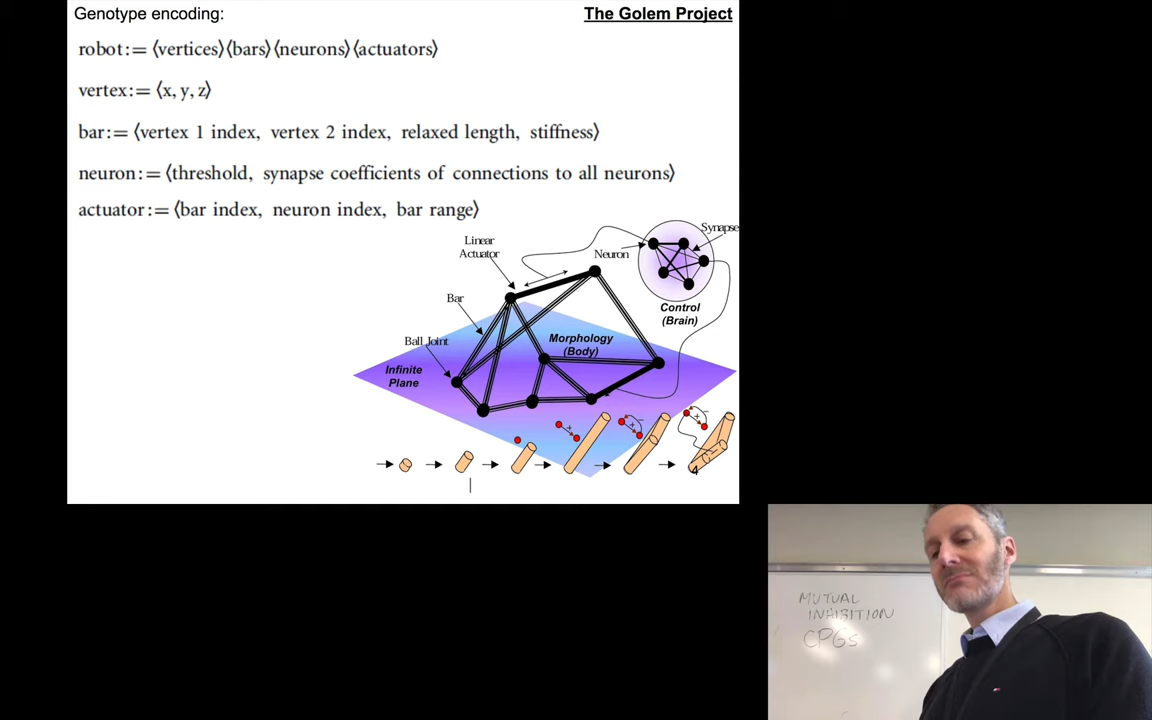 Genotype encoding:
The Golem Project
robot:= ⟨vertices⟩⟨bars⟩⟨neurons⟩⟨actuators⟩
vertex:= ⟨x, y, z⟩
bar:= ⟨vertex 1 index, vertex 2 index, relaxed length, stiffness⟩
neuron:= ⟨threshold, synapse coefficients of connections to all neurons⟩
actuator:= ⟨bar index, neuron index, bar range⟩
Synapse
Linear
Actuator
Neuron
Bar
Control
(Brain)
Ball Joint
Morphology
(Body)
Infinite
Plane
+
+
−
+
−
4
MUTUAL
INHIBITION
CPGs